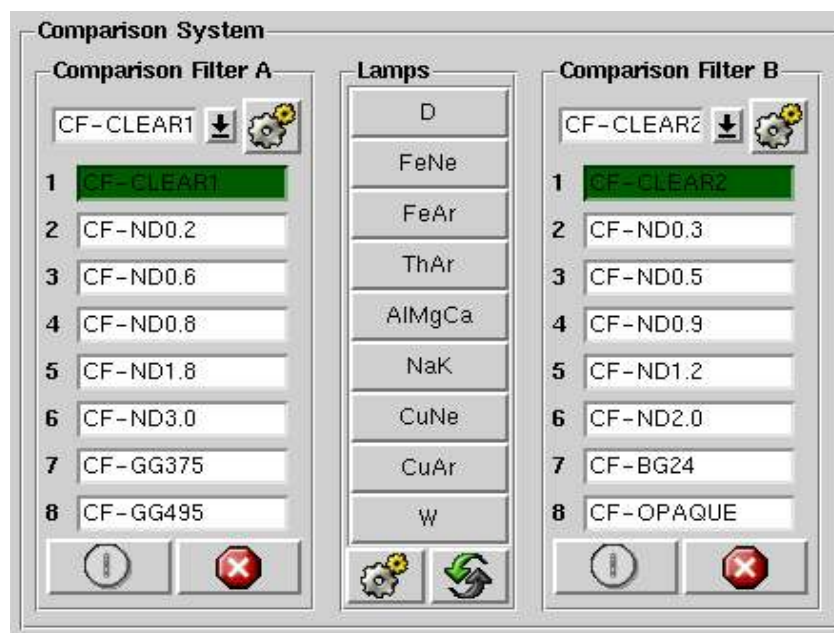 Comparison System
Comparison Filter A
CF-CLEAR1
1 CF-CLEAR1
2 CF-ND0.2
3 CF-ND0.6
4 CF-ND0.8
5 CF-ND1.8
6 CF-ND3.0
7 CF-GG375
8 CF-GG495
Lamps
D
FeNe
FeAr
ThAr
AlMgCa
NaK
CuNe
CuAr
W
Comparison Filter B
CF-CLEAR2
1 CF-CLEAR2
2 CF-ND0.3
3 CF-ND0.5
4 CF-ND0.9
5 CF-ND1.2
6 CF-ND2.0
7 CF-BG24
8 CF-OPAQUE